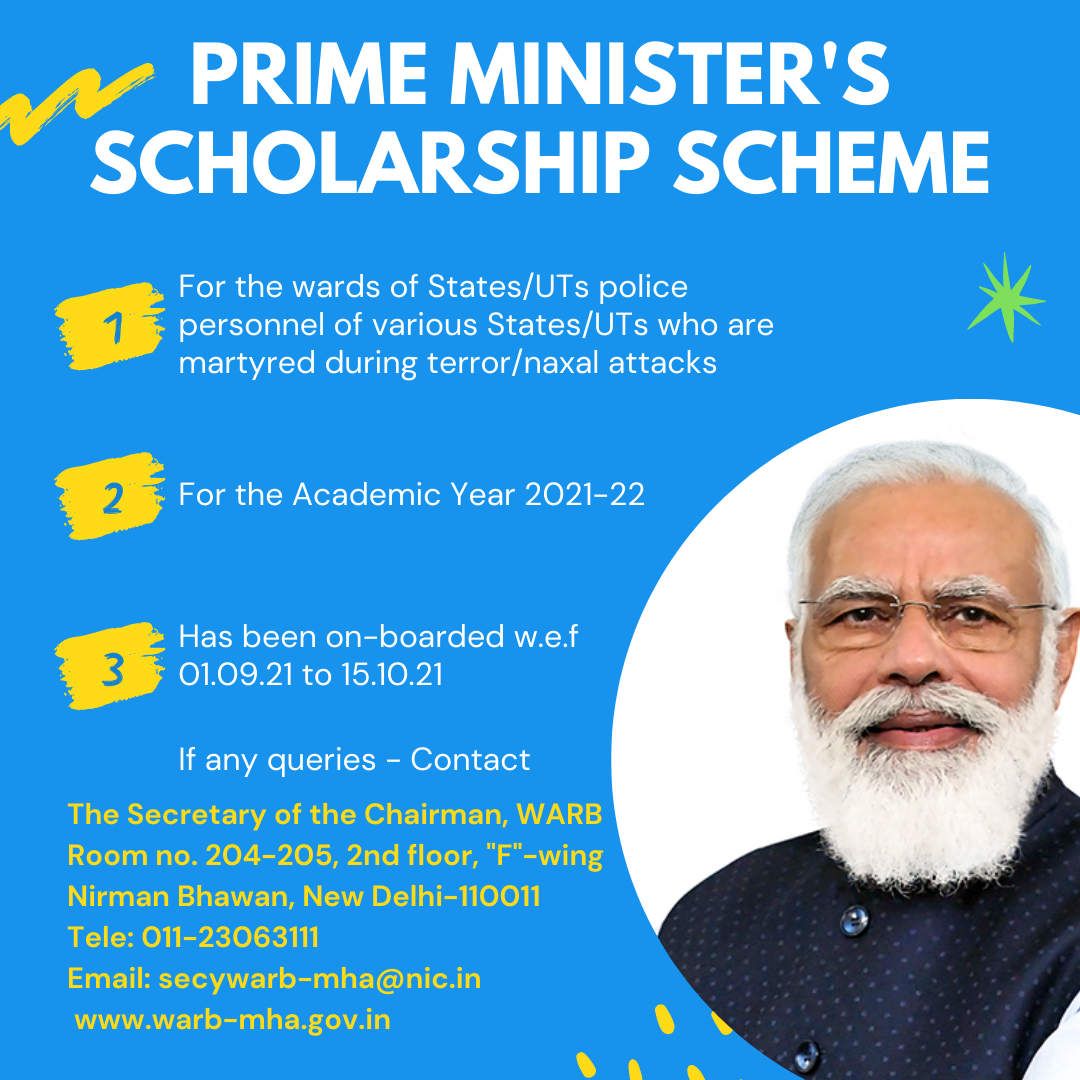 PRIME MINISTER'S
SCHOLARSHIP SCHEME
1
For the wards of States/UTs police
personnel of various States/UTs who are
martyred during terror/naxal attacks
2
For the Academic Year 2021-22
3
Has been on-boarded w.e.f
01.09.21 to 15.10.21
If any queries - Contact
The Secretary of the Chairman, WARB
Room no. 204-205, 2nd floor, "F"-wing
Nirman Bhawan, New Delhi-110011
Tele: 011-23063111
Email: secywarb-mha@nic.in
www.warb-mha.gov.in